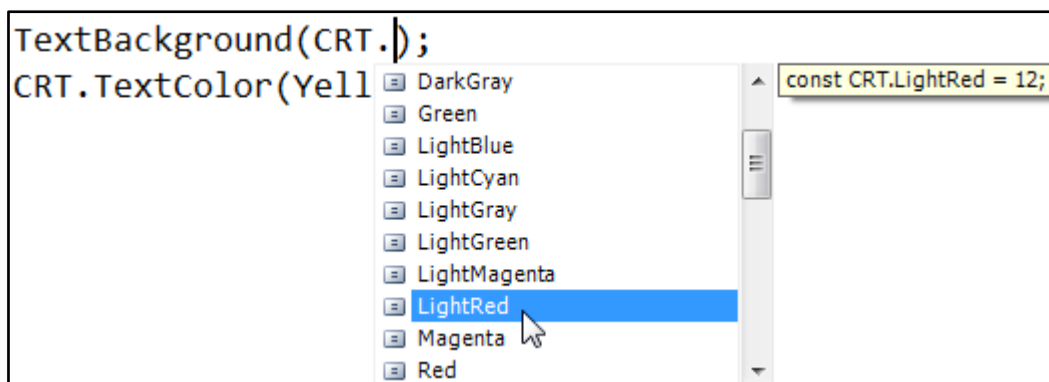 TextBackground(CRT.);
CRT.TextColor(Yell
DarkGray
Green
LightBlue
LightCyan
LightGray
LightGreen
LightMagenta
LightRed
Magenta
Red
const CRT.LightRed = 12;